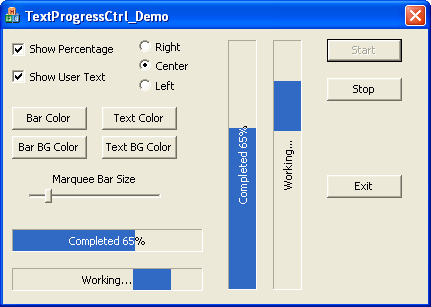 TextProgressCtrl_Demo
Show Percentage
Show User Text
Right
Center
Left
Bar Color
Text Color
Bar BG Color
Text BG Color
Marquee Bar Size
Completed 65%
Working...
Completed 65%
Working...
Start
Stop
Exit